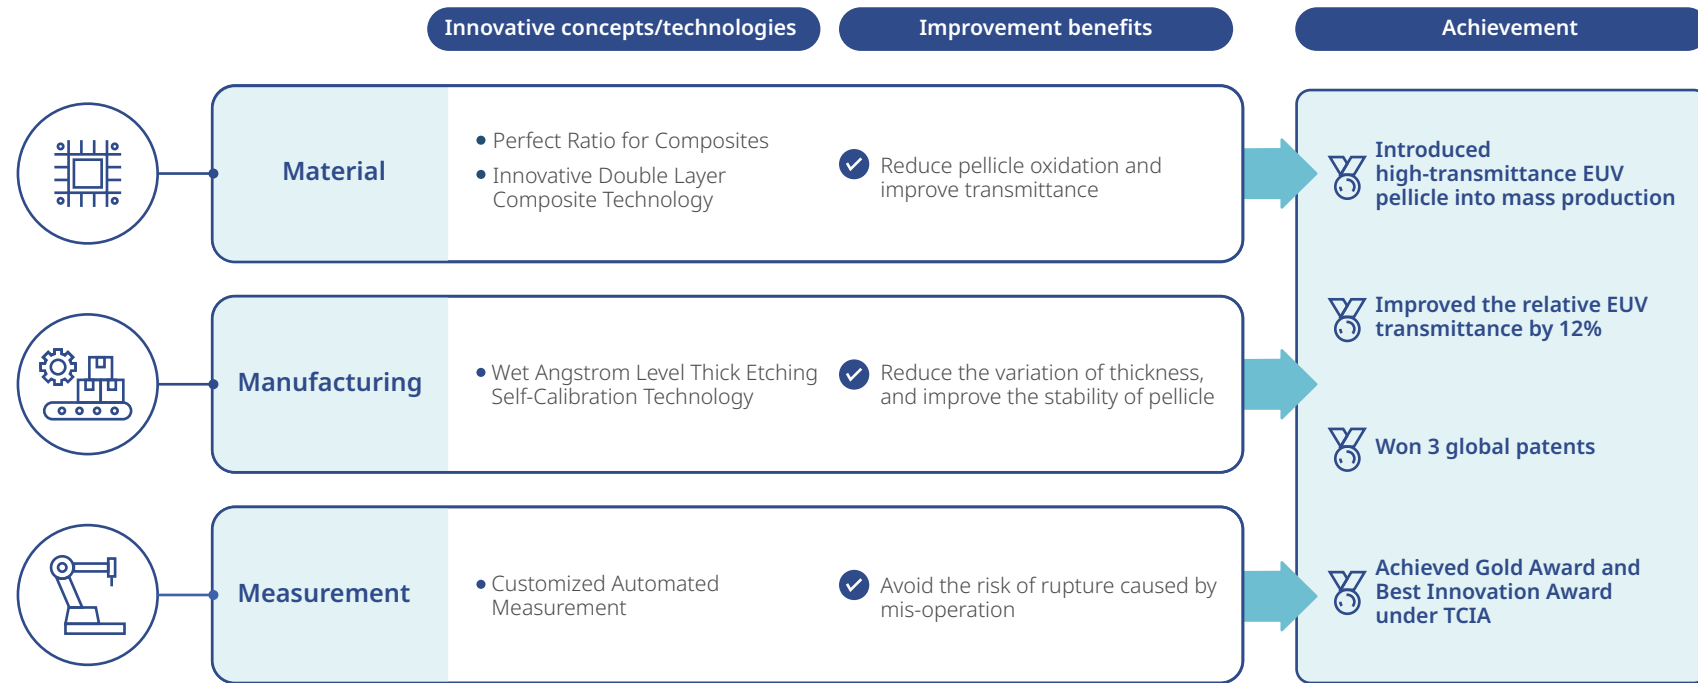 Innovative concepts/technologies
Improvement benefits
Achievement
Material
• Perfect Ratio for Composites
• Innovative Double Layer
Composite Technology
Reduce pellicle oxidation and
improve transmittance
Introduced
high-transmittance EUV
pellicle into mass production
Improved the relative EUV
transmittance by 12%
Manufacturing
• Wet Angstrom Level Thick Etching
Self-Calibration Technology
Reduce the variation of thickness,
and improve the stability of pellicle
Won 3 global patents
Measurement
• Customized Automated
Measurement
Avoid the risk of rupture caused by
mis-operation
Achieved Gold Award and
Best Innovation Award
under TCIA